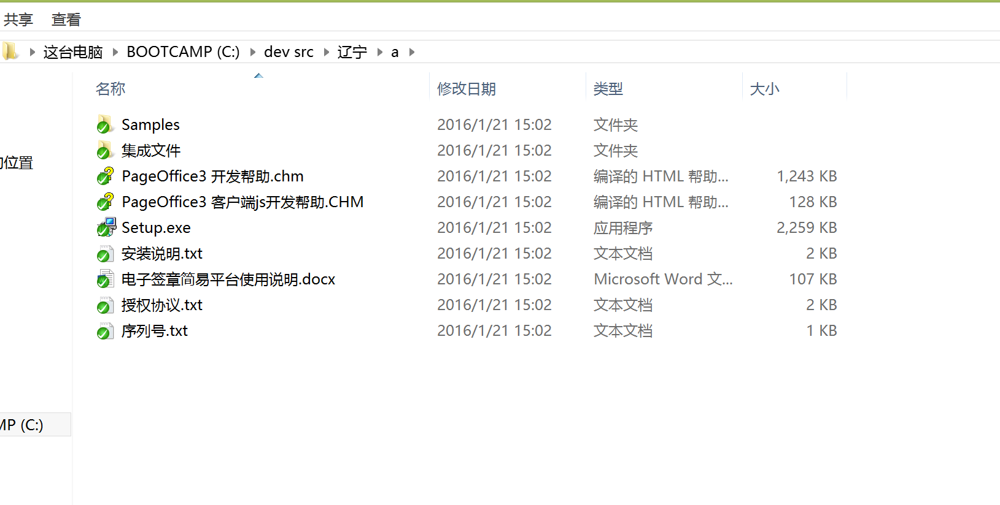 共享 查看
这台电脑 BOOTCAMP (C:) dev src 辽宁 a
名称 修改日期 类型 大小
Samples 2016/1/21 15:02 文件夹
集成文件 2016/1/21 15:02 文件夹
位置
PageOffice3 开发帮助.chm 2016/1/21 15:02 编译的 HTML 帮助... 1,243 KB
PageOffice3 客户端js开发帮助.CHM 2016/1/21 15:02 编译的 HTML 帮助... 128 KB
Setup.exe 2016/1/21 15:02 应用程序 2,259 KB
安装说明.txt 2016/1/21 15:02 文本文档 2 KB
电子签章简易平台使用说明.docx 2016/1/21 15:02 Microsoft Word 文... 107 KB
授权协议.txt 2016/1/21 15:02 文本文档 2 KB
序列号.txt 2016/1/21 15:02 文本文档 1 KB
MP (C:)